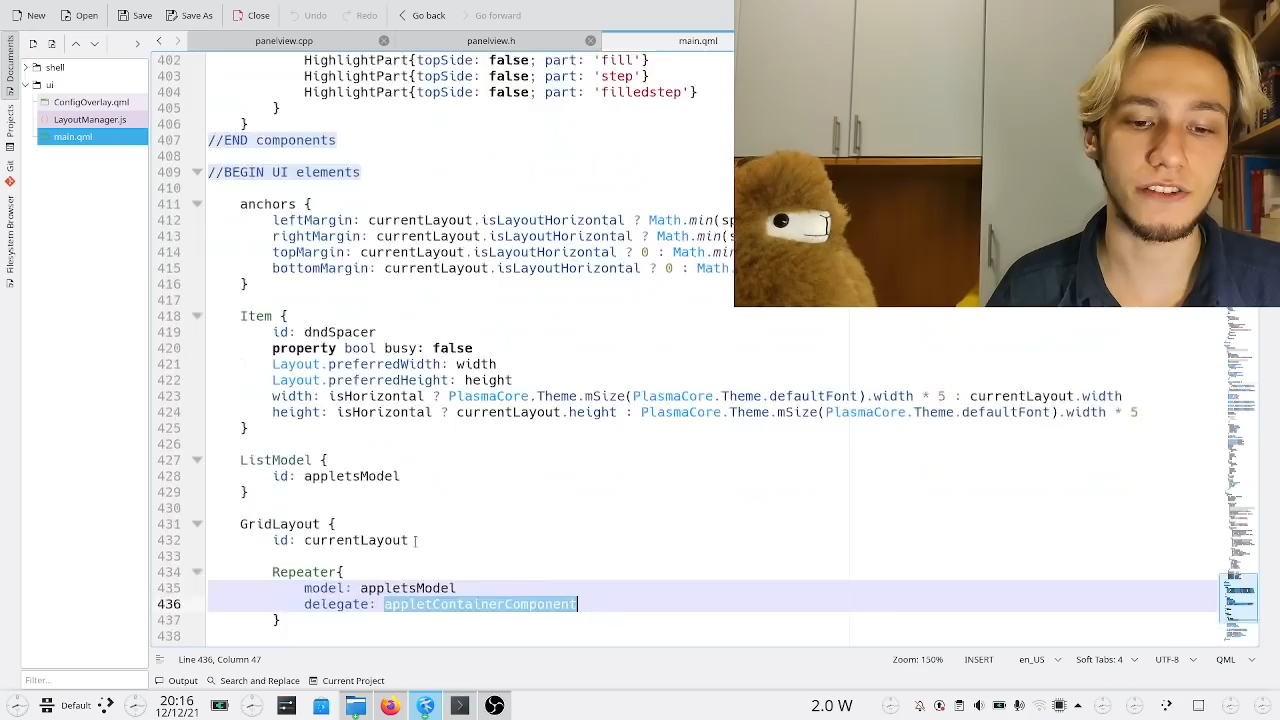 New
Open
Save
Save As
Close
Undo
Redo
Go back
Go forward
panelview.cpp
panelview.h
main.qml
shell
ui
ConfigOverlay.qml
LayoutManager.js
main.qml
402 HighlightPart{topSide: false; part: 'fill'}
403 HighlightPart{topSide: false; part: 'step'}
404 HighlightPart{topSide: false; part: 'filledstep'}
405 }
406 }
407 //END components
408
409 //BEGIN UI elements
410
411 anchors {
412 leftMargin: currentLayout.isLayoutHorizontal ? Math.min(sp
413 rightMargin: currentLayout.isLayoutHorizontal ? Math.min(s
414 topMargin: currentLayout.isLayoutHorizontal ? 0 : Math.min
415 bottomMargin: currentLayout.isLayoutHorizontal ? 0 : Math.
416 }
417
418 Item {
419 id: dndSpacer
420 property bool busy: false
421 Layout.preferredWidth: width
422 Layout.preferredHeight: height
423 width: isHorizontal ? PlasmaCore.Theme.mSize(PlasmaCore.Theme.defaultFont).width * 5 : currentLayout.width
424 height: isHorizontal ? currentLayout.height : PlasmaCore.Theme.mSize(PlasmaCore.Theme.defaultFont).width * 5
425 }
426
427 ListModel {
428 id: appletsModel
429 }
430
431 GridLayout {
432 id: currentLayout
433
434 Repeater{
435 model: appletsModel
436 delegate: appletContainerComponent
437 }
438
Line 436, Column 47
Zoom: 150%
INSERT
en_US
Soft Tabs: 4
UTF-8
QML
Filter...
Output
Search and Replace
Current Project
Default
20:16
22/12/21
2.0 W